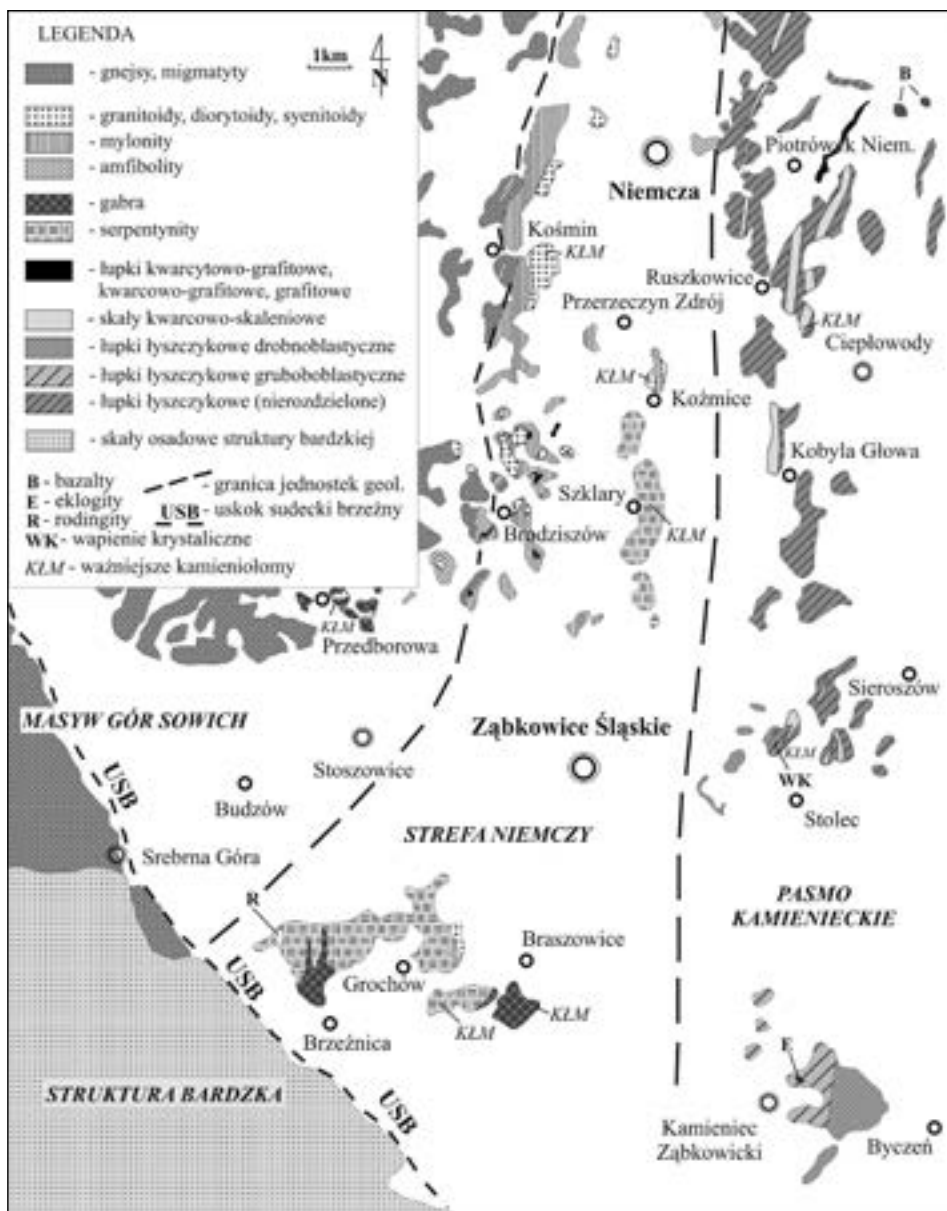 LEGENDA
1km
N
- gnejsy, migmatyty
- granitoidy, diorytoidy, syenitoidy
- mylonity
- amfibolity
- gabra
- serpentynity
- łupki kwarcytowo-grafitowe,
kwarcowo-grafitowe, grafitowe
- skały kwarcowo-skaleniowe
- łupki łyszczykowe drobnoblastyczne
- łupki łyszczykowe gruboboblastyczne
- łupki łyszczykowe (nierozdzielone)
- skały osadowe struktury bardzkiej
B - bazalty
E - eklogity
R - rodingity
WK - wapienie krystaliczne
KŁM - ważniejsze kamieniołomy
- granica jednostek geol.
USB - uskok sudecki brzeżny
B
Piotrówek Niem.
Niemcza
Kośmin
KŁM
Ruszkowice
Przerzeczyn Zdrój
KŁM
Ciepłowody
KŁM
Koźmice
Kobyla Głowa
Szklary
KŁM
Brodziszów
KŁM
Przedborowa
Sieroszów
MASYW GÓR SOWICH
Ząbkowice Śląskie
KŁM
WK
Stolec
USB
Stoszowice
Budzów
STREFA NIEMCZY
Srebrna Góra
R
PASMO
KAMIENIECKIE
Braszowice
USB
Grochów
KŁM
KŁM
Brzeźnica
E
STRUKTURA BARDZKA
USB
Kamieniec
Ząbkowicki
Byczeń